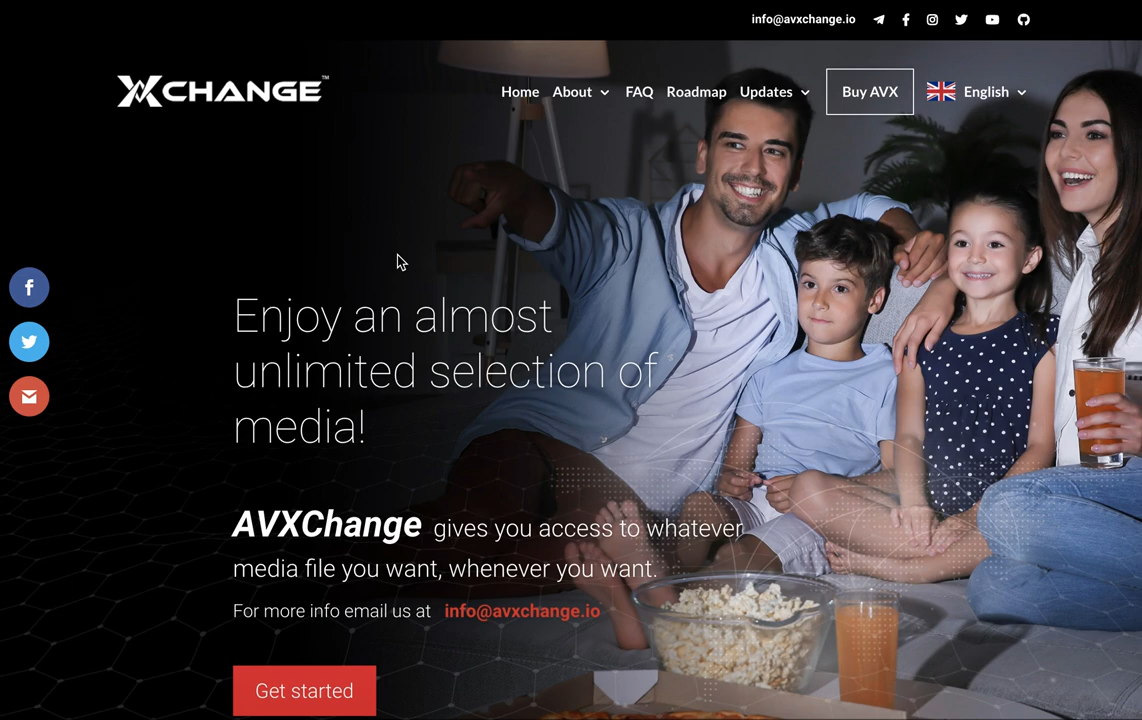 info@avxchange.io
XCHANGE™
Home About FAQ Roadmap Updates Buy AVX English
Enjoy an almost
unlimited selection of
media!
AVXChange gives you access to whatever
media file you want, whenever you want.
For more info email us at info@avxchange.io
Get started